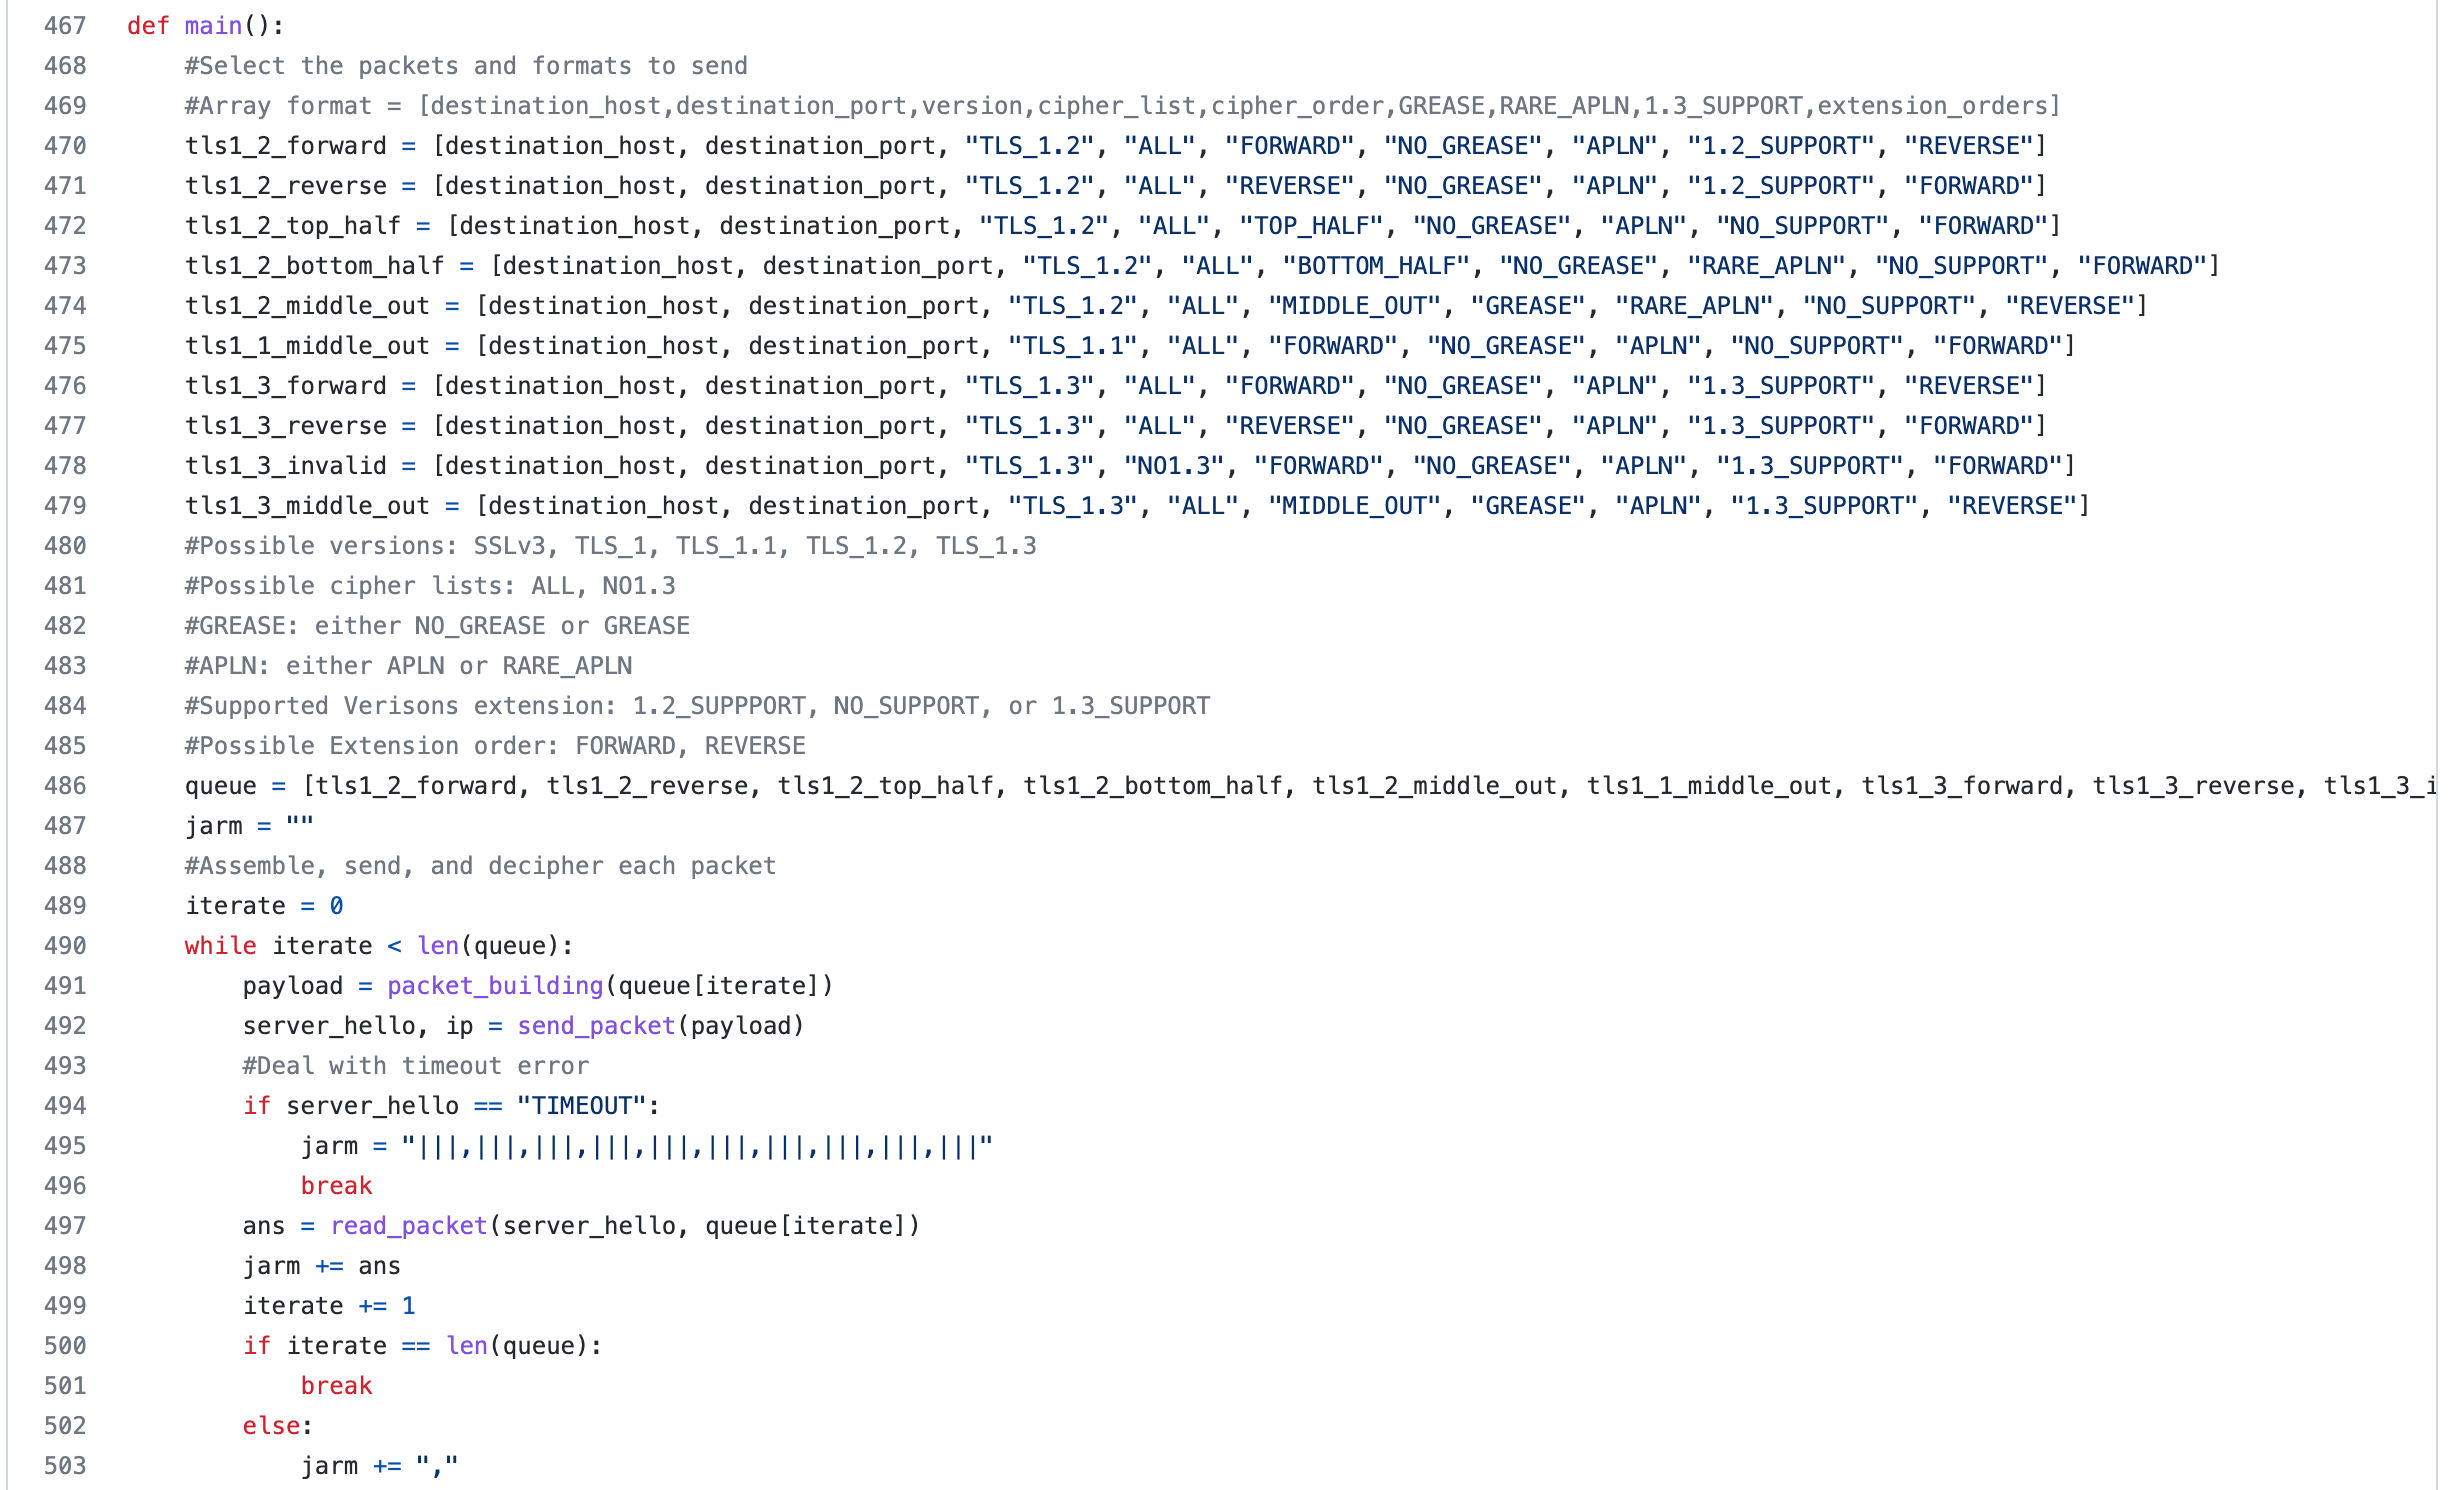 467 def main():
468 #Select the packets and formats to send
469 #Array format = [destination_host,destination_port,version,cipher_list,cipher_order,GREASE,RARE_APLN,1.3_SUPPORT,extension_orders]
470 tls1_2_forward = [destination_host, destination_port, "TLS_1.2", "ALL", "FORWARD", "NO_GREASE", "APLN", "1.2_SUPPORT", "REVERSE"]
471 tls1_2_reverse = [destination_host, destination_port, "TLS_1.2", "ALL", "REVERSE", "NO_GREASE", "APLN", "1.2_SUPPORT", "FORWARD"]
472 tls1_2_top_half = [destination_host, destination_port, "TLS_1.2", "ALL", "TOP_HALF", "NO_GREASE", "APLN", "NO_SUPPORT", "FORWARD"]
473 tls1_2_bottom_half = [destination_host, destination_port, "TLS_1.2", "ALL", "BOTTOM_HALF", "NO_GREASE", "RARE_APLN", "NO_SUPPORT", "FORWARD"]
474 tls1_2_middle_out = [destination_host, destination_port, "TLS_1.2", "ALL", "MIDDLE_OUT", "GREASE", "RARE_APLN", "NO_SUPPORT", "REVERSE"]
475 tls1_1_middle_out = [destination_host, destination_port, "TLS_1.1", "ALL", "FORWARD", "NO_GREASE", "APLN", "NO_SUPPORT", "FORWARD"]
476 tls1_3_forward = [destination_host, destination_port, "TLS_1.3", "ALL", "FORWARD", "NO_GREASE", "APLN", "1.3_SUPPORT", "REVERSE"]
477 tls1_3_reverse = [destination_host, destination_port, "TLS_1.3", "ALL", "REVERSE", "NO_GREASE", "APLN", "1.3_SUPPORT", "FORWARD"]
478 tls1_3_invalid = [destination_host, destination_port, "TLS_1.3", "NO1.3", "FORWARD", "NO_GREASE", "APLN", "1.3_SUPPORT", "FORWARD"]
479 tls1_3_middle_out = [destination_host, destination_port, "TLS_1.3", "ALL", "MIDDLE_OUT", "GREASE", "APLN", "1.3_SUPPORT", "REVERSE"]
480 #Possible versions: SSLv3, TLS_1, TLS_1.1, TLS_1.2, TLS_1.3
481 #Possible cipher lists: ALL, NO1.3
482 #GREASE: either NO_GREASE or GREASE
483 #APLN: either APLN or RARE_APLN
484 #Supported Verisons extension: 1.2_SUPPPORT, NO_SUPPORT, or 1.3_SUPPORT
485 #Possible Extension order: FORWARD, REVERSE
486 queue = [tls1_2_forward, tls1_2_reverse, tls1_2_top_half, tls1_2_bottom_half, tls1_2_middle_out, tls1_1_middle_out, tls1_3_forward, tls1_3_reverse, tls1_3_i
487 jarm = ""
488 #Assemble, send, and decipher each packet
489 iterate = 0
490 while iterate < len(queue):
491 payload = packet_building(queue[iterate])
492 server_hello, ip = send_packet(payload)
493 #Deal with timeout error
494 if server_hello == "TIMEOUT":
495 jarm = "|||,|||,|||,|||,|||,|||,|||,|||,|||,|||"
496 break
497 ans = read_packet(server_hello, queue[iterate])
498 jarm += ans
499 iterate += 1
500 if iterate == len(queue):
501 break
502 else:
503 jarm += ","